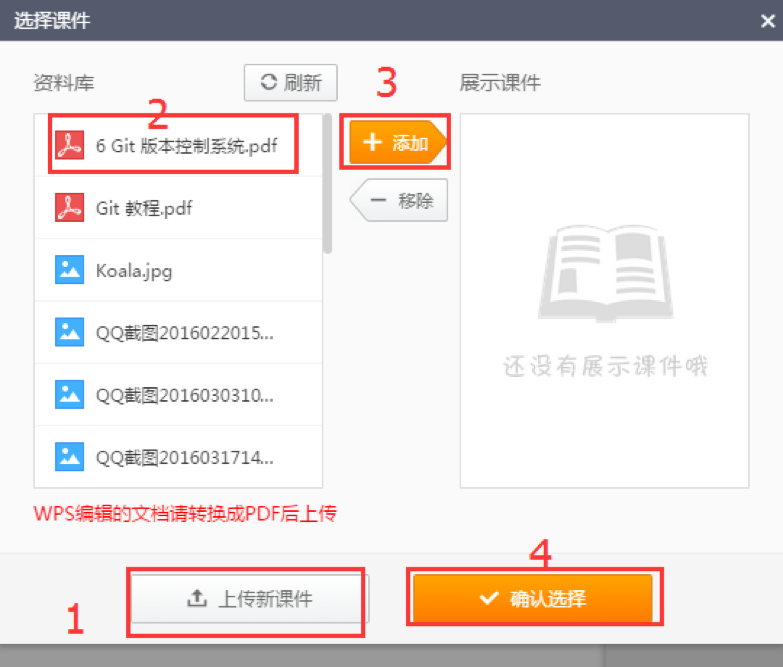 选择课件
资料库
刷新
3
展示课件
2
6 Git 版本控制系统.pdf
添加
Git 教程.pdf
移除
Koala.jpg
QQ截图2016022015...
还没有展示课件哦
QQ截图2016030310...
QQ截图2016031714...
WPS编辑的文档请转换成PDF后上传
4
1
上传新课件
确认选择